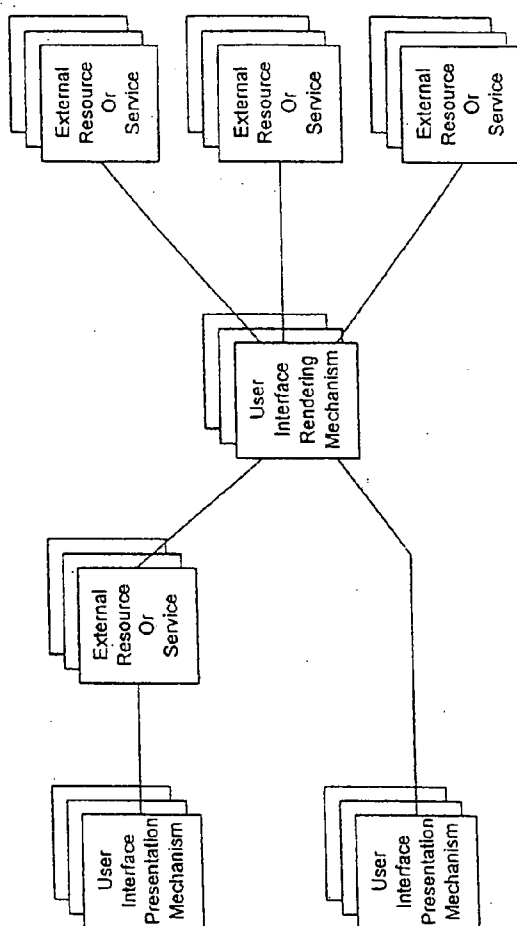 External
Resource
Or
Service
External
Resource
Or
Service
External
Resource
Or
Service
User
Interface
Rendering
Mechanism
External
Resource
Or
Service
User
Interface
Presentation
Mechanism
User
Interface
Presentation
Mechanism